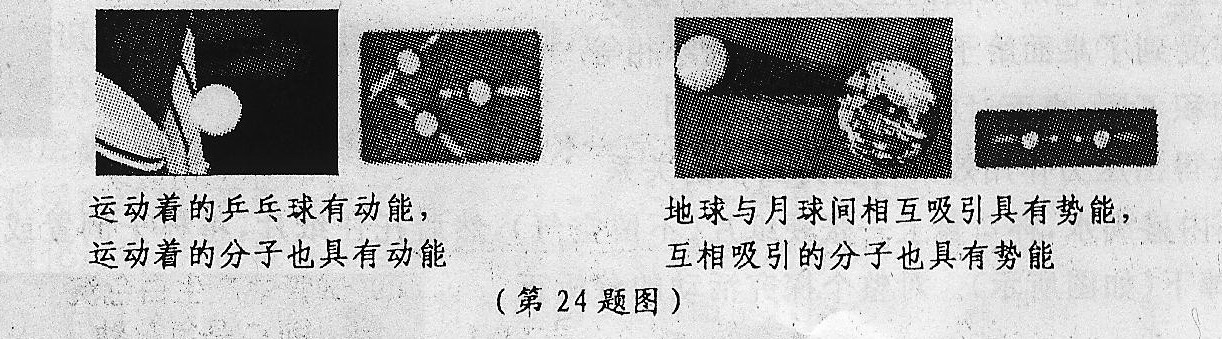 运动着的乒乓球有动能，
运动着的分子也具有动能
地球与月球间相互吸引具有势能，
互相吸引的分子也具有势能
（第24题图）